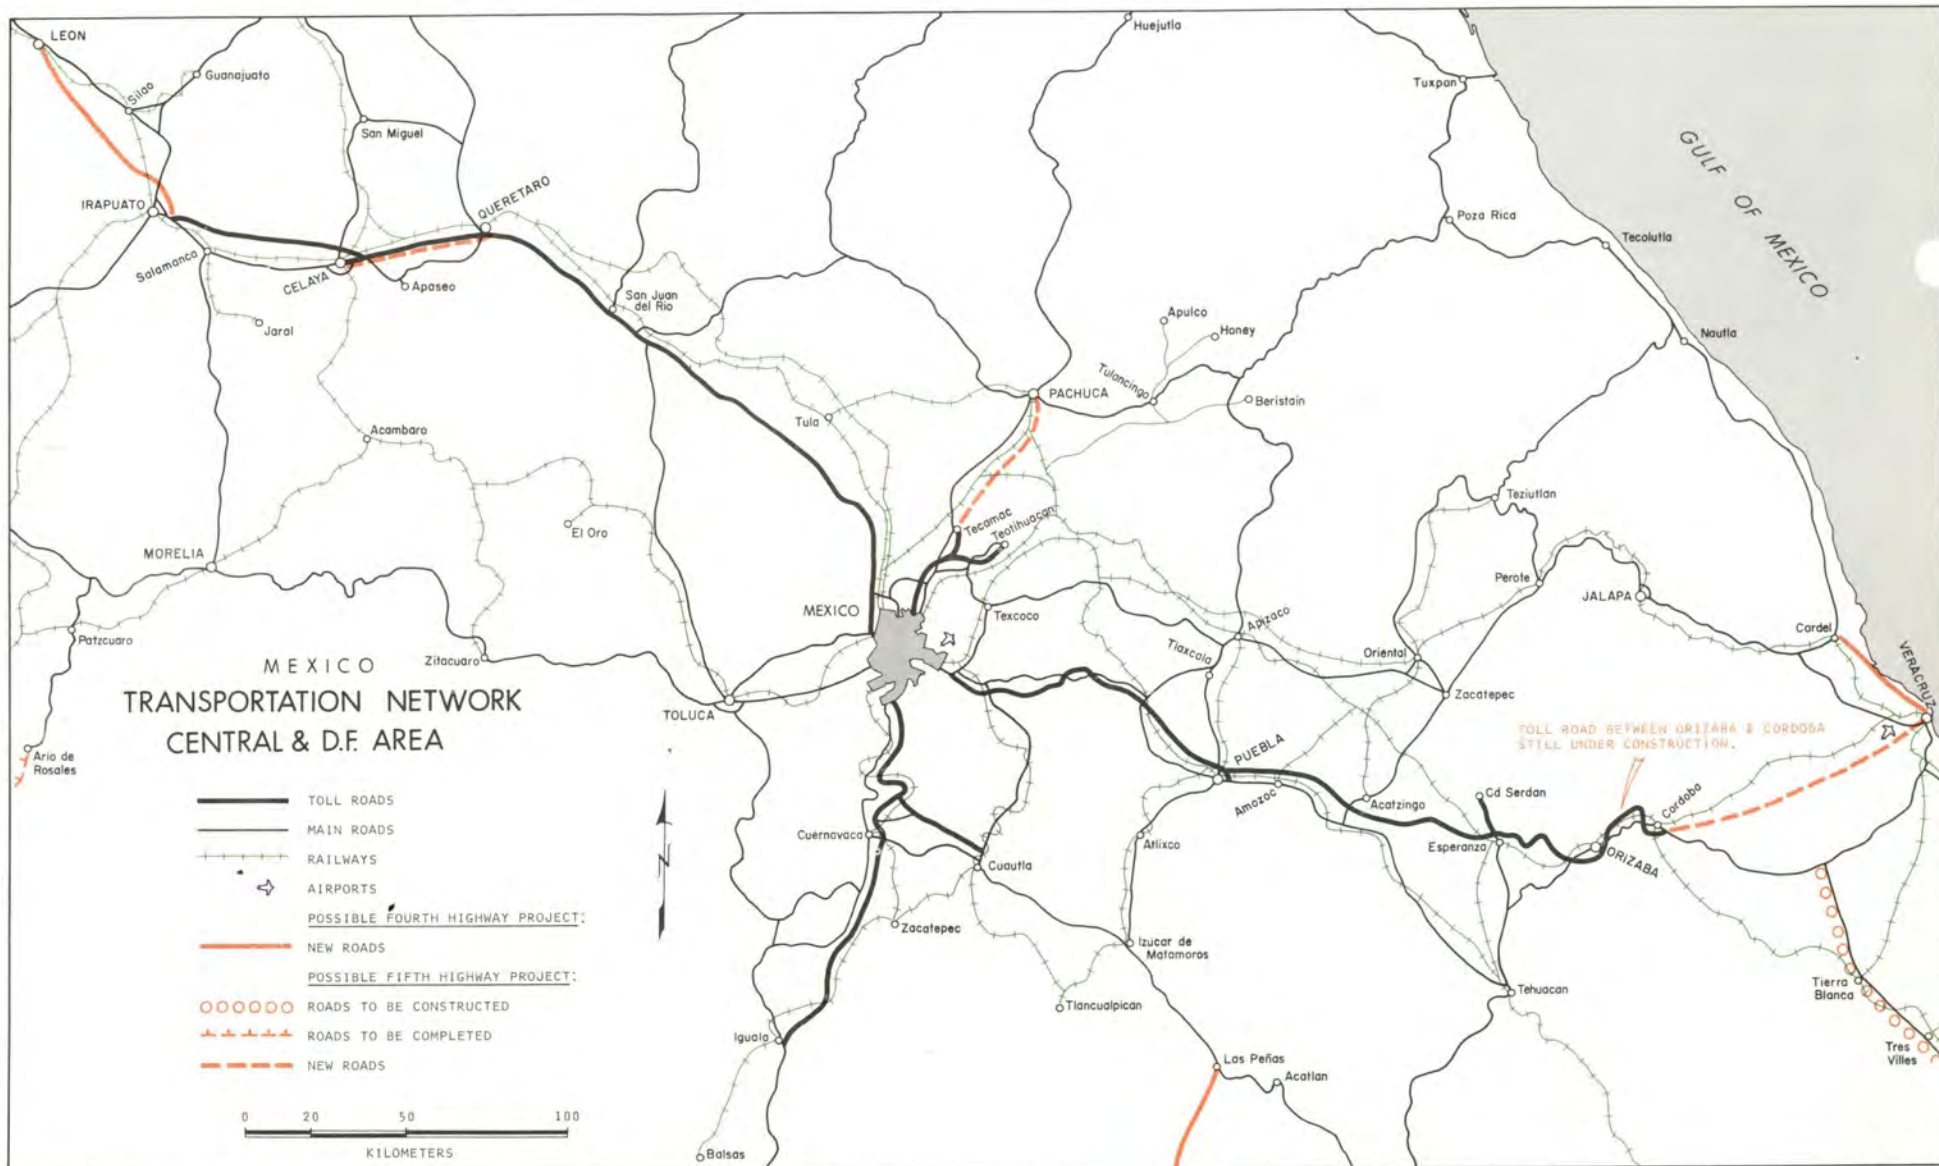 LEON
Guanajuato
Silao
San Miguel
IRAPUATO
QUERETARO
Salamanca
CELAYA
Apaseo
Jaral
San Juan
del Rio
Huejutla
Tuxpan
GULF OF MEXICO
Poza Rica
Tecolutla
Nautla
Apulco
Honey
Tulancingo
PACHUCA
Beristain
Tula
Acambaro
El Oro
Tecamac
Teotihuacan
Teziutlan
MORELIA
Perote
JALAPA
MEXICO
Texcoco
Apizaco
Patzcuaro
Zitacuaro
Tlaxcala
Oriental
Cardel
VERACRUZ
TOLUCA
Zacatepec
Ario de
Rosales
PUEBLA
TOLL ROAD BETWEEN ORIZABA & CORDOBA
STILL UNDER CONSTRUCTION.
Amozoc
Acatzingo
Cd Serdan
Cordoba
Cuernavaca
Cuautla
Atlixco
Esperanza
ORIZABA
Zacatepec
Izucar de
Matamoros
Tlancualpican
Tehuacan
Tierra
Blanca
Tres
Villes
Iguala
Las Peñas
Acatlan
Balsas
MEXICO
TRANSPORTATION NETWORK
CENTRAL & D.F. AREA
TOLL ROADS
MAIN ROADS
RAILWAYS
AIRPORTS
POSSIBLE FOURTH HIGHWAY PROJECT:
NEW ROADS
POSSIBLE FIFTH HIGHWAY PROJECT:
ROADS TO BE CONSTRUCTED
ROADS TO BE COMPLETED
NEW ROADS
N
0 20 50 100
KILOMETERS